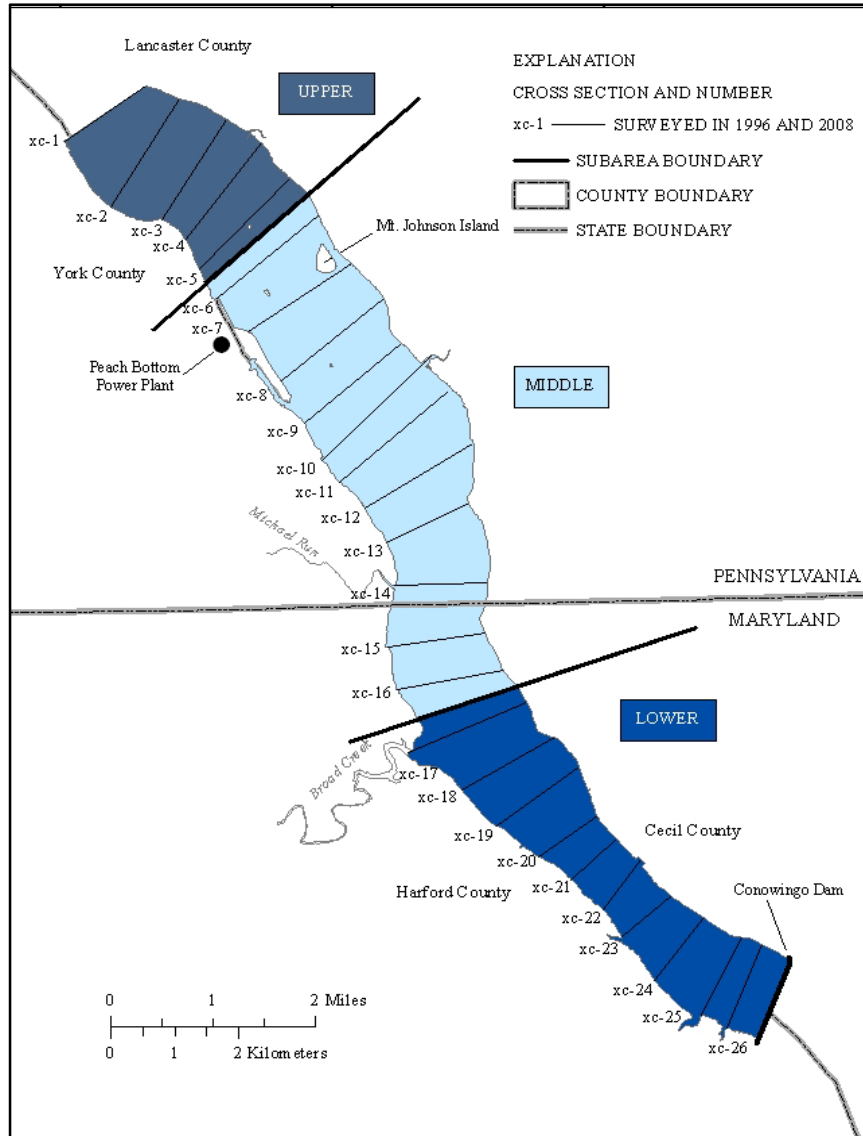 Lancaster County
UPPER
EXPLANATION
CROSS SECTION AND NUMBER
xc-1 SURVEYED IN 1996 AND 2008
SUBAREA BOUNDARY
COUNTY BOUNDARY
STATE BOUNDARY
xc-1
xc-2
xc-3
xc-4
York County
xc-5
xc-6
xc-7
Mt. Johnson Island
Peach Bottom
Power Plant
MIDDLE
xc-8
xc-9
xc-10
xc-11
xc-12
xc-13
Michael Run
xc-14
PENNSYLVANIA
MARYLAND
xc-15
xc-16
LOWER
Broad Creek
xc-17
xc-18
xc-19
xc-20
Cecil County
xc-21
Harford County
xc-22
Conowingo Dam
xc-23
xc-24
xc-25
xc-26
0 1 2 Miles
0 1 2 Kilometers